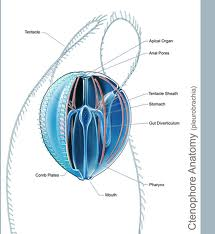 Tentacle
Apical Organ
Anal Pores
Tentacle Sheath
Stomach
Gut Diverticulum
Comb Plates
Pharynx
Mouth
Ctenophore Anatomy (pleurobrachia)